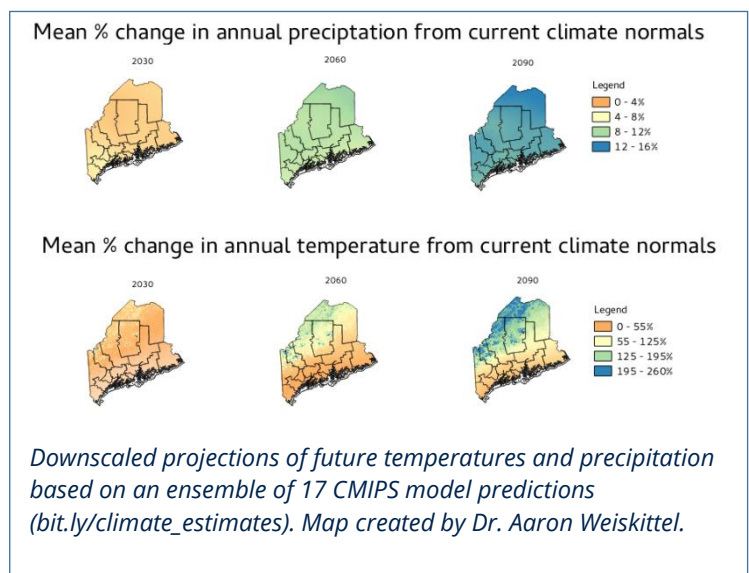 Mean % change in annual preciptation from current climate normals
2030
2060
2090
Legend
0 - 4%
4 - 8%
8 - 12%
12 - 16%
Mean % change in annual temperature from current climate normals
2030
2060
2090
Legend
0 - 55%
55 - 125%
125 - 195%
195 - 260%
Downscaled projections of future temperatures and precipitation
based on an ensemble of 17 CMIPS model predictions
(bit.ly/climate_estimates). Map created by Dr. Aaron Weiskittel.